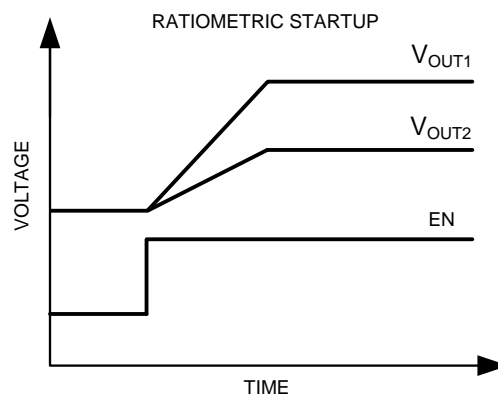 RATIOMETRIC STARTUP
VOUT1
VOUT2
VOLTAGE
EN
TIME